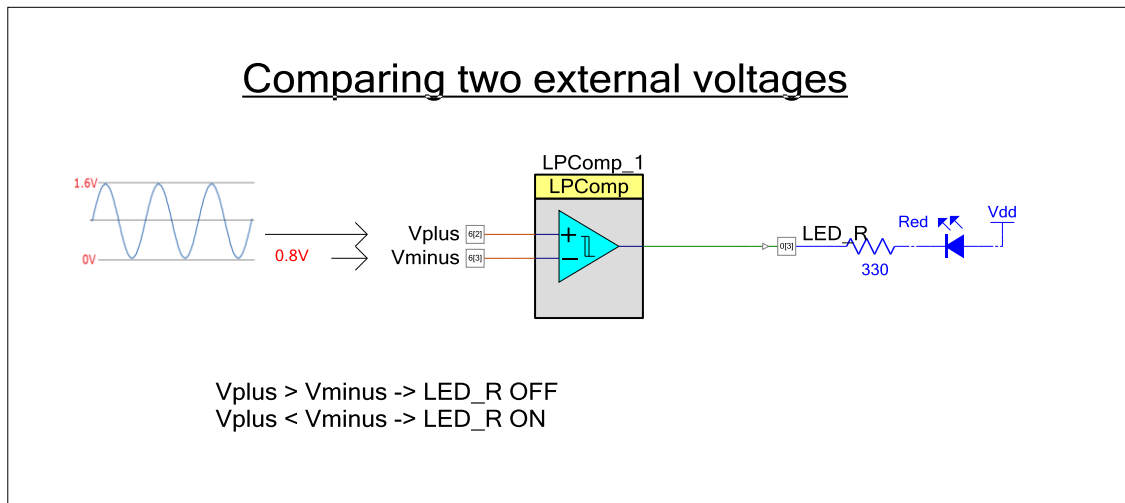 Comparing two external voltages
LPComp_1
LPComp
1.6V
0V
0.8V
Vplus 6[2]
Vminus 6[3]
+
−
0[3]
LED_R
330
Red
Vdd
Vplus > Vminus -> LED_R OFF
Vplus < Vminus -> LED_R ON